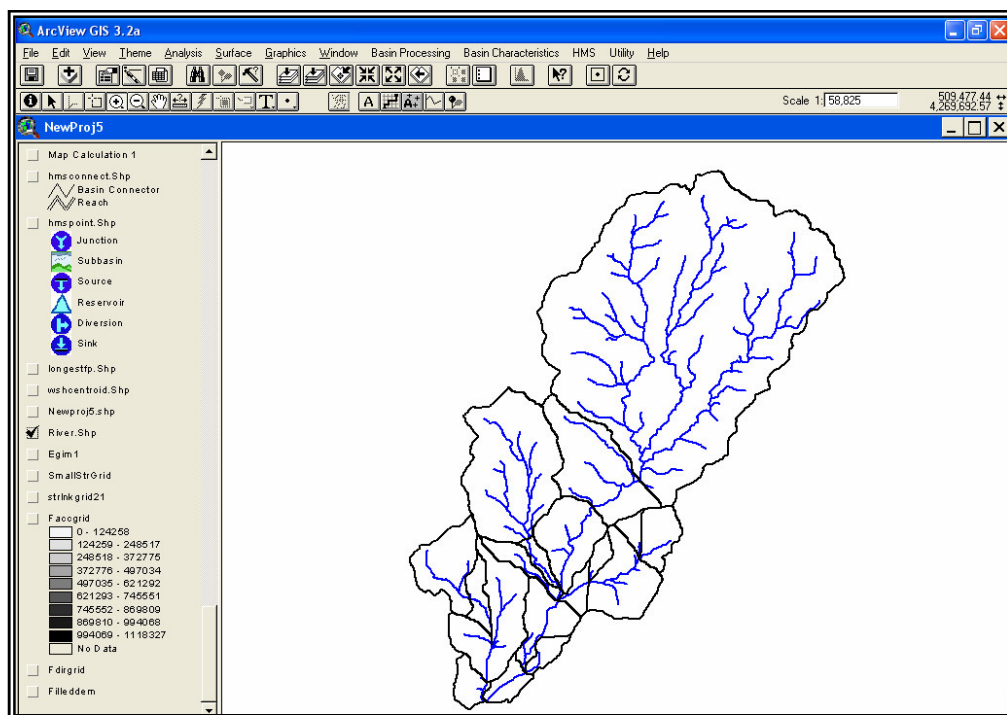 ArcView GIS 3.2a
File Edit View Theme Analysis Surface Graphics Window Basin Processing Basin Characteristics HMS Utility Help
Scale 1: 58,825
509,477.44
4,269,692.57
NewProj5
Map Calculation 1
hmsconnect.Shp
Basin Connector
Reach
hmspoint.Shp
Junction
Subbasin
Source
Reservoir
Diversion
Sink
longestfp.Shp
wshcentroid.Shp
Newproj5.shp
River.Shp
Egim1
SmallStrGrid
strlnkgrid21
Faccgrid
0 - 124258
124259 - 248517
248518 - 372775
372776 - 497034
497035 - 621292
621293 - 745551
745552 - 869809
869810 - 994068
994069 - 1118327
No Data
Fdirgrid
Filleddem